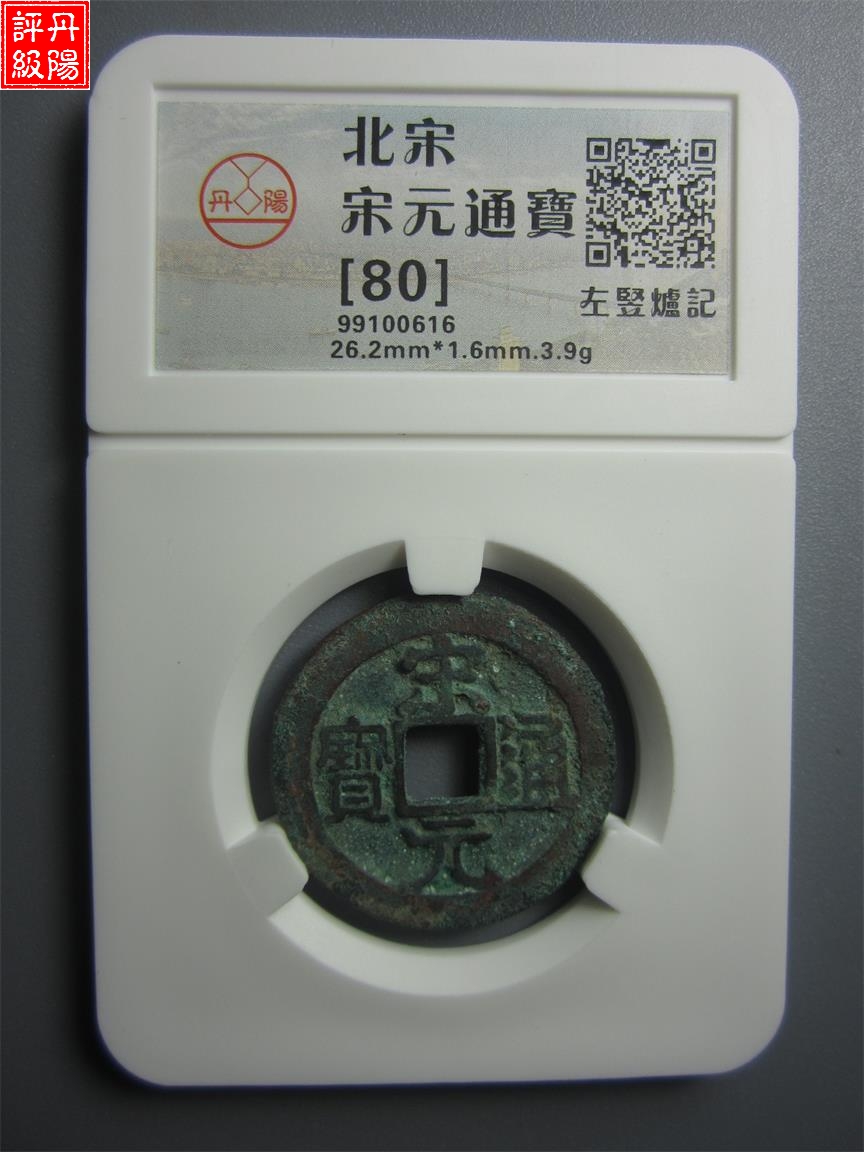 丹陽
評級
丹陽
北宋
宋元通寶
[80]
99100616
26.2mm*1.6mm.3.9g
左竪爐記
宋元通寶